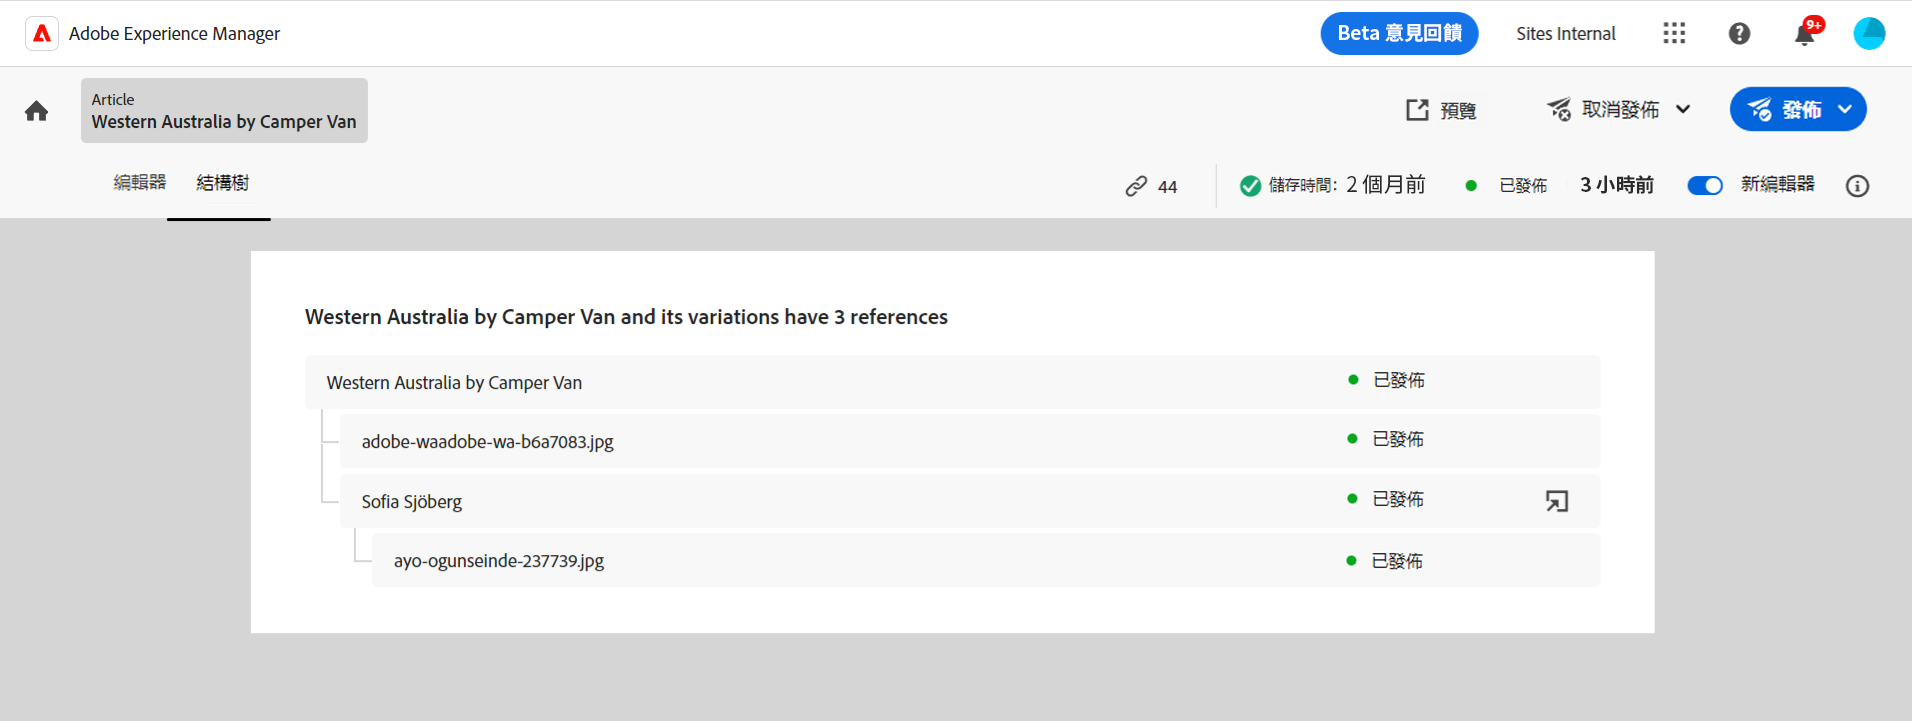 Adobe Experience Manager
Beta 意見回饋
Sites Internal
9+
Article
Western Australia by Camper Van
預覽
取消發佈
發佈
編輯器
結構樹
44
儲存時間：2 個月前
已發佈
3 小時前
新編輯器
Western Australia by Camper Van and its variations have 3 references
Western Australia by Camper Van
已發佈
adobe-waadobe-wa-b6a7083.jpg
已發佈
Sofia Sjöberg
已發佈
ayo-ogunseinde-237739.jpg
已發佈